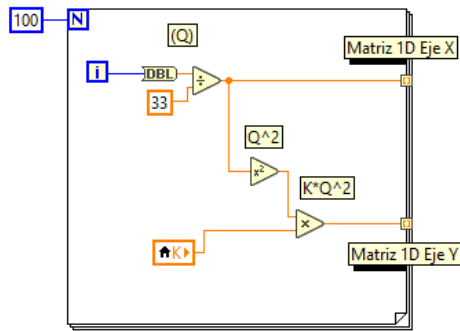 100
N
(Q)
Matriz 1D Eje X
i
DBL
÷
33
Q^2
x²
K*Q^2
x
K
Matriz 1D Eje Y